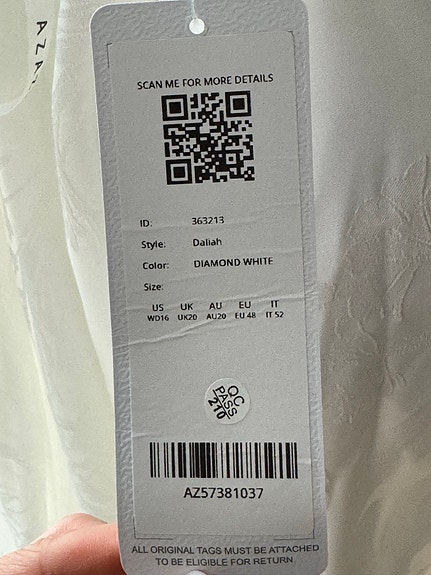 AZA
SCAN ME FOR MORE DETAILS
ID: 363213
Style: Daliah
Color: DIAMOND WHITE
Size:
US UK AU EU IT
WD16 UK20 AU20 EU 48 IT 52
QC
PASS
210
AZ57381037
ALL ORIGINAL TAGS MUST BE ATTACHED
TO BE ELIGIBLE FOR RETURN